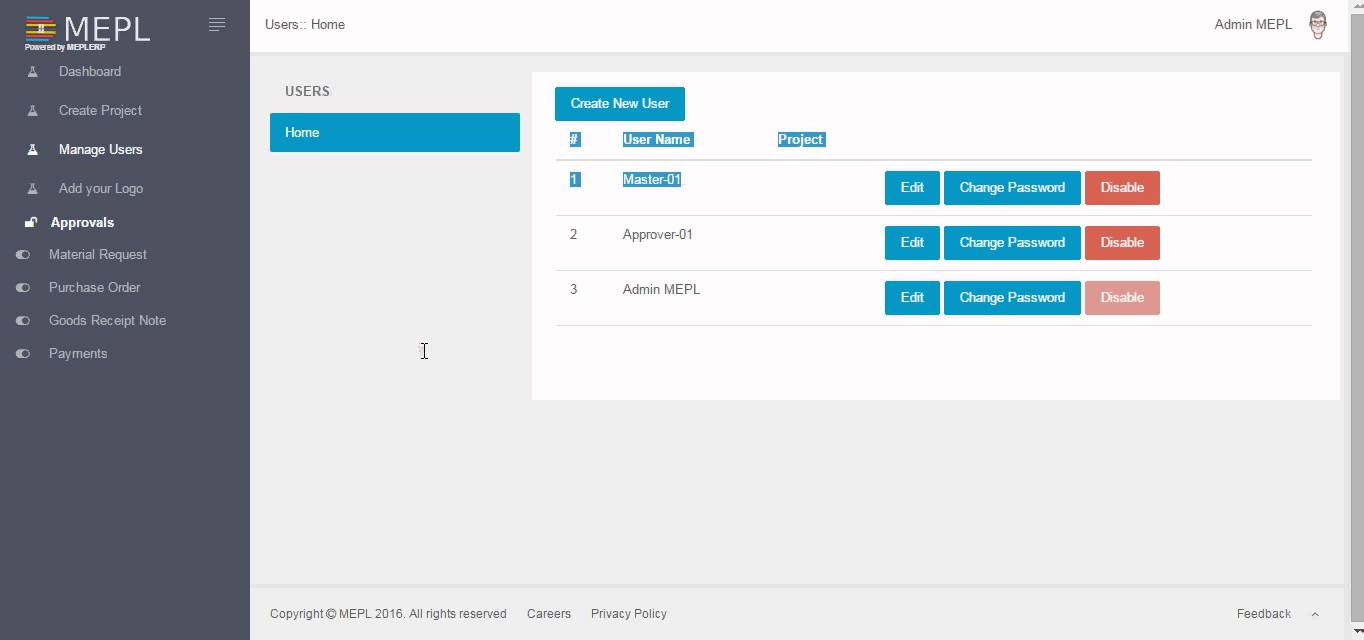 MEPL
Powered by MEPLERP
Dashboard
Create Project
Manage Users
Add your Logo
Approvals
Material Request
Purchase Order
Goods Receipt Note
Payments
Users:: Home
Admin MEPL
USERS
Home
Create New User
# User Name Project
1 Master-01 Edit Change Password Disable
2 Approver-01 Edit Change Password Disable
3 Admin MEPL Edit Change Password Disable
Copyright © MEPL 2016. All rights reserved Careers Privacy Policy Feedback